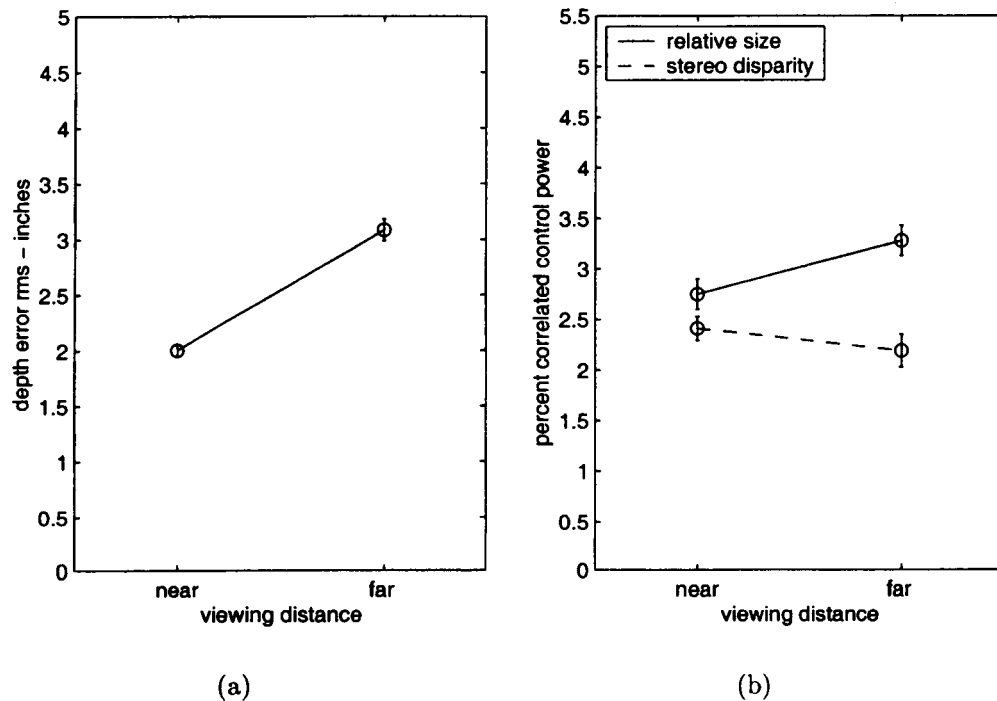 5
4.5
4
3.5
3
2.5
2
1.5
1
0.5
0
depth error rms – inches
near
far
viewing distance
(a)
5.5
5
4.5
4
3.5
3
2.5
2
1.5
1
0.5
0
percent correlated control power
relative size
stereo disparity
near
far
viewing distance
(b)